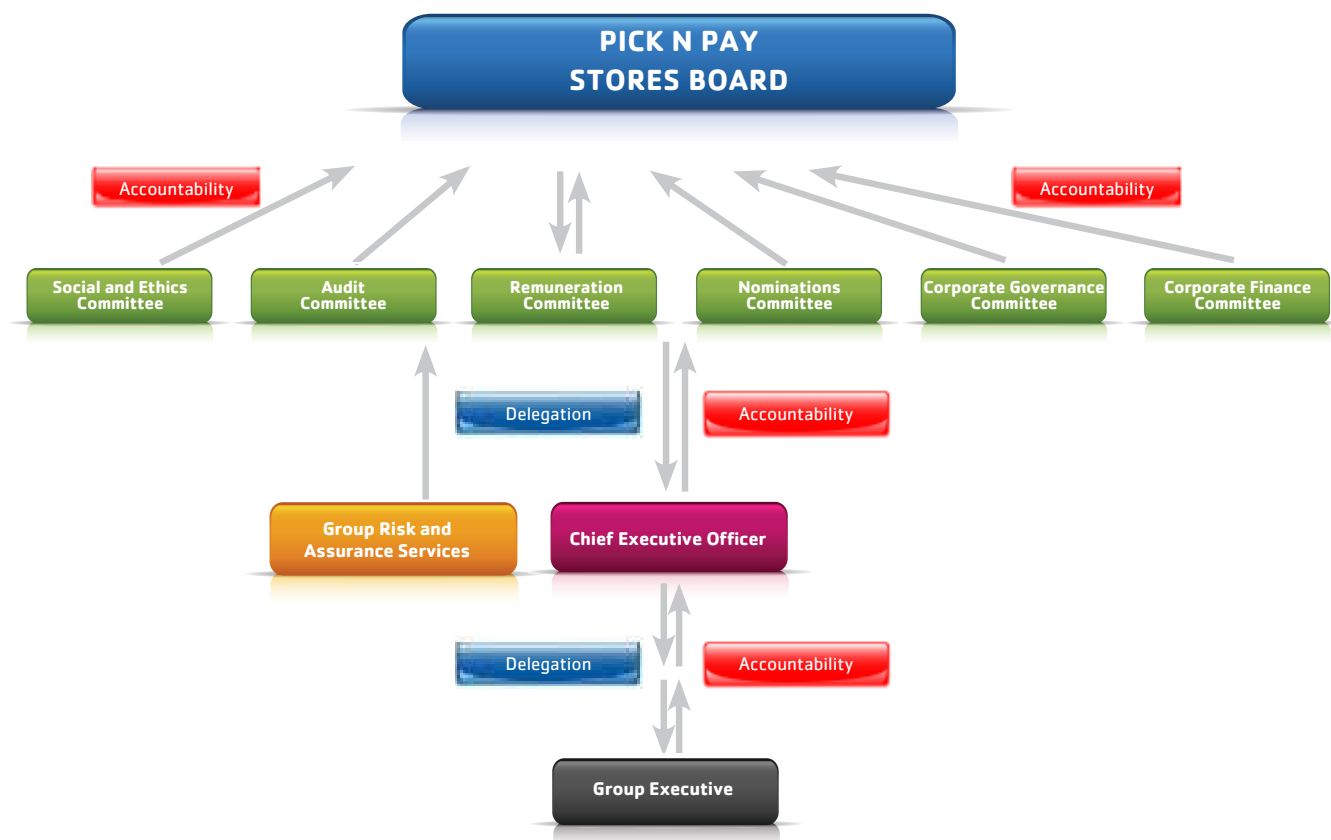 PICK N PAY
STORES BOARD
Accountability
Accountability
Social and Ethics
Committee
Audit
Committee
Remuneration
Committee
Nominations
Committee
Corporate Governance
Committee
Corporate Finance
Committee
Delegation
Accountability
Group Risk and
Assurance Services
Chief Executive Officer
Delegation
Accountability
Group Executive